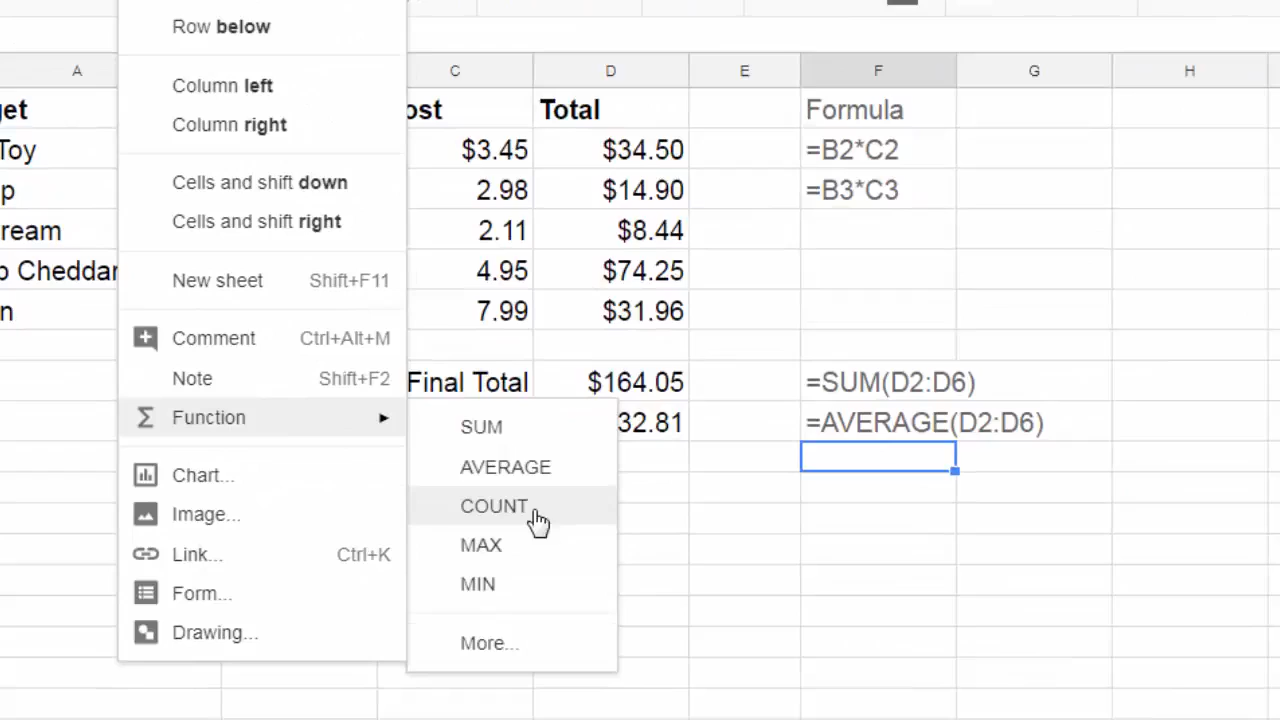 Row below
A C D E F G H
get ost Total Formula
Column left
Column right
Toy $3.45 $34.50 =B2*C2
p 2.98 $14.90 =B3*C3
Cells and shift down
Cells and shift right
ream 2.11 $8.44
p Cheddar 4.95 $74.25
New sheet Shift+F11
n 7.99 $31.96
Comment Ctrl+Alt+M
Note Shift+F2
Final Total $164.05 =SUM(D2:D6)
Function
32.81 =AVERAGE(D2:D6)
SUM
AVERAGE
Chart...
COUNT
Image...
MAX
Link... Ctrl+K
MIN
Form...
Drawing...
More...